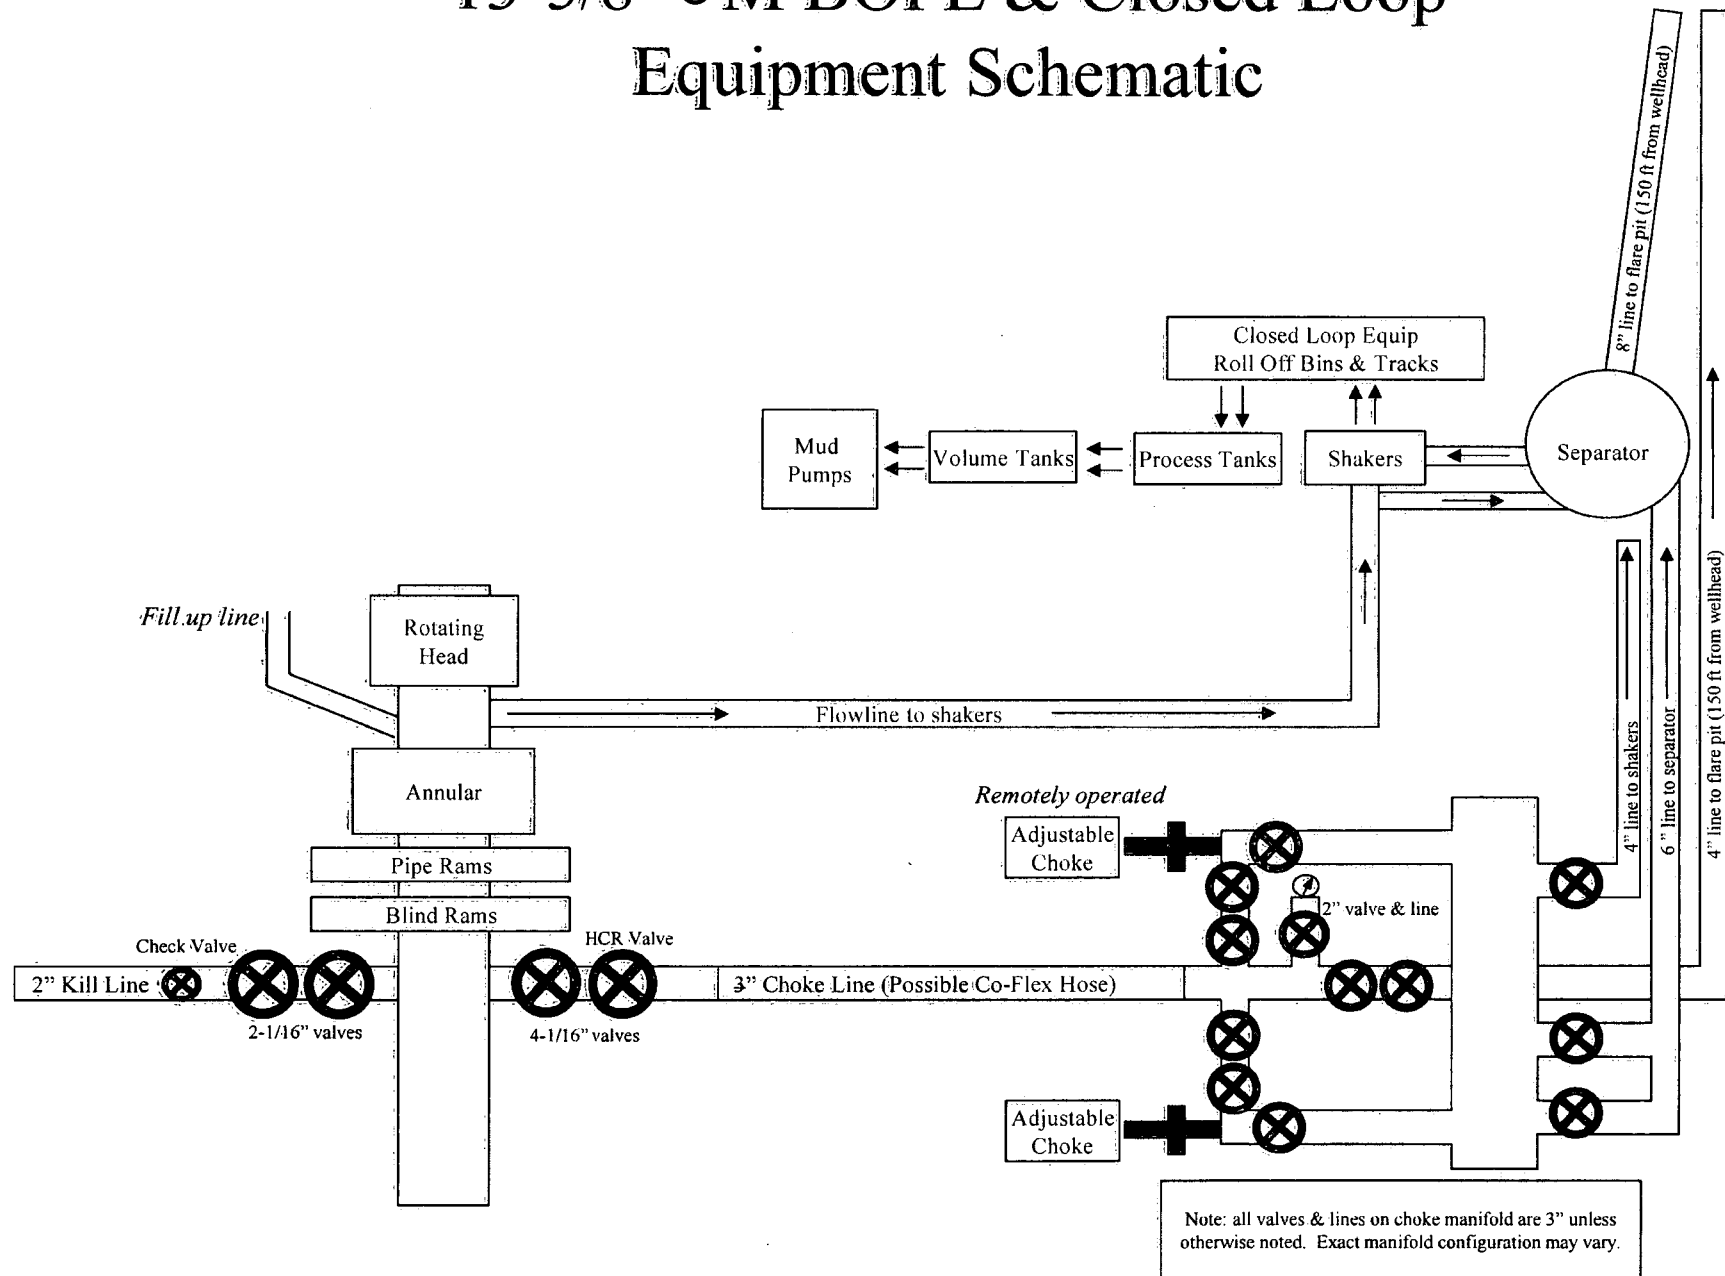 & Closed Loop
Equipment Schematic
8" line to flare pit (150 ft from wellhead)
Closed Loop Equip
Roll Off Bins & Tracks
Mud
Pumps
Volume Tanks
Process Tanks
Shakers
Separator
Fill up line
Rotating
Head
Flowline to shakers
Annular
Pipe Rams
Blind Rams
Remotely operated
Adjustable
Choke
2" valve & line
4" line to shakers
6" line to separator
4" line to flare pit (150 ft from wellhead)
Check Valve
HCR Valve
2" Kill Line
3" Choke Line (Possible Co-Flex Hose)
2-1/16" valves
4-1/16" valves
Adjustable
Choke
Note: all valves & lines on choke manifold are 3" unless
otherwise noted. Exact manifold configuration may vary.